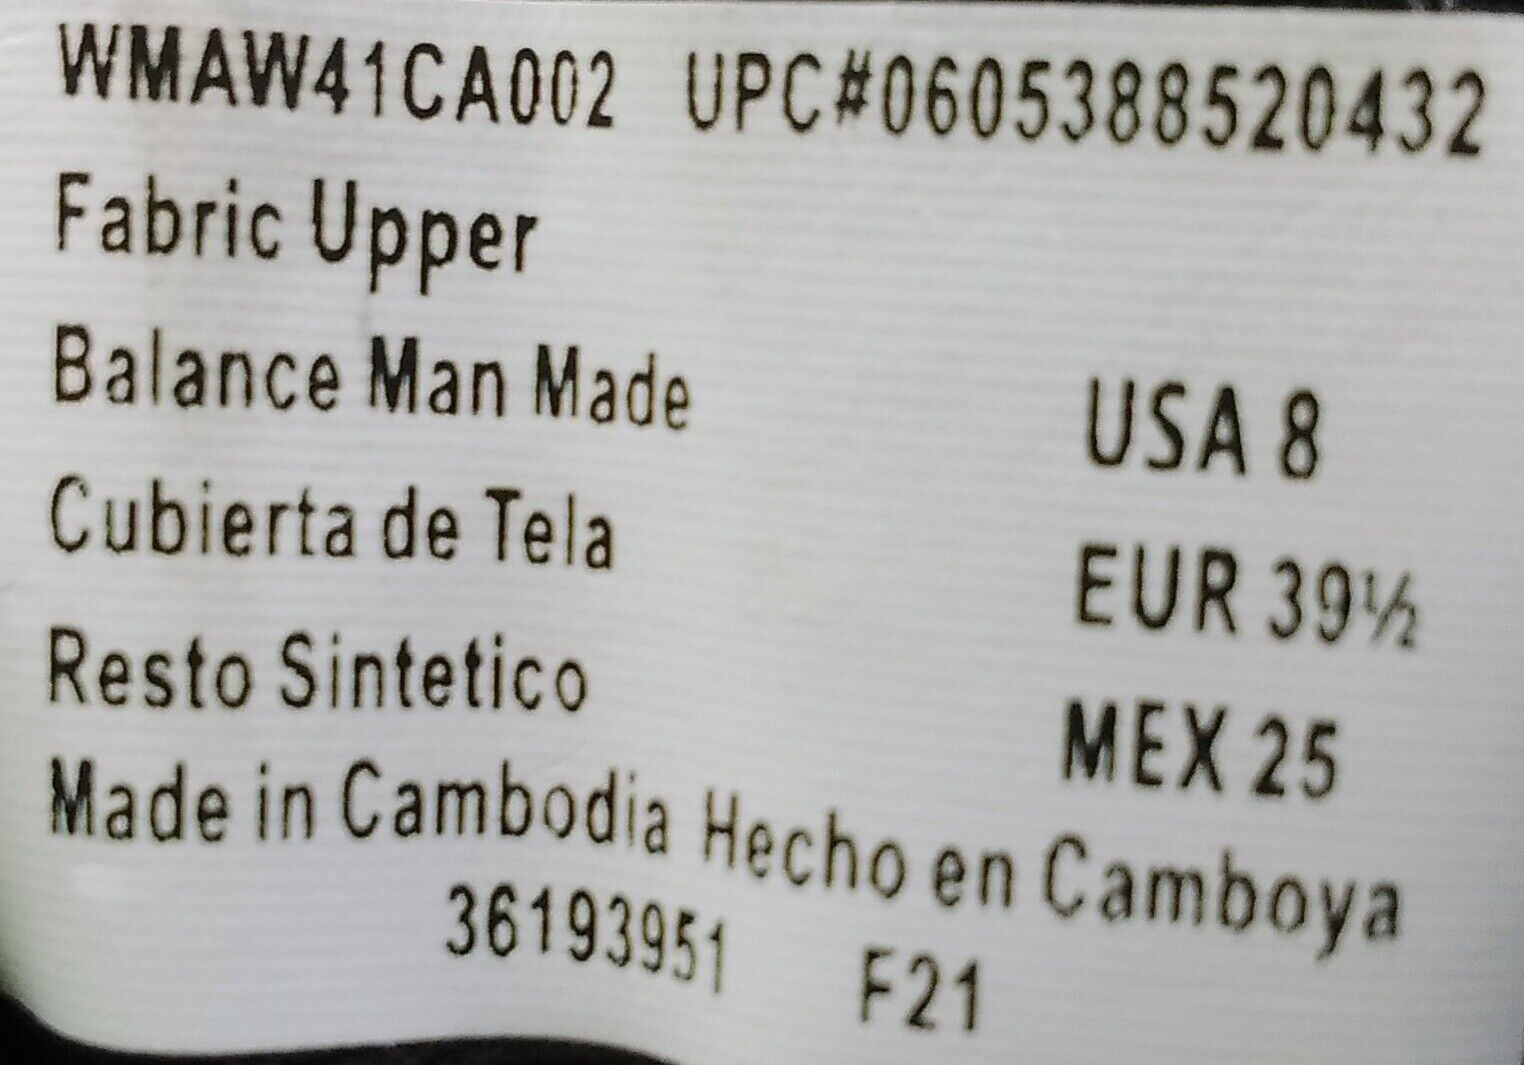 WMAW41CA002 UPC#0605388520432
Fabric Upper
Balance Man Made
USA 8
Cubierta de Tela
EUR 39½
Resto Sintetico
MEX 25
Made in Cambodia Hecho en Camboya
36193951 F21